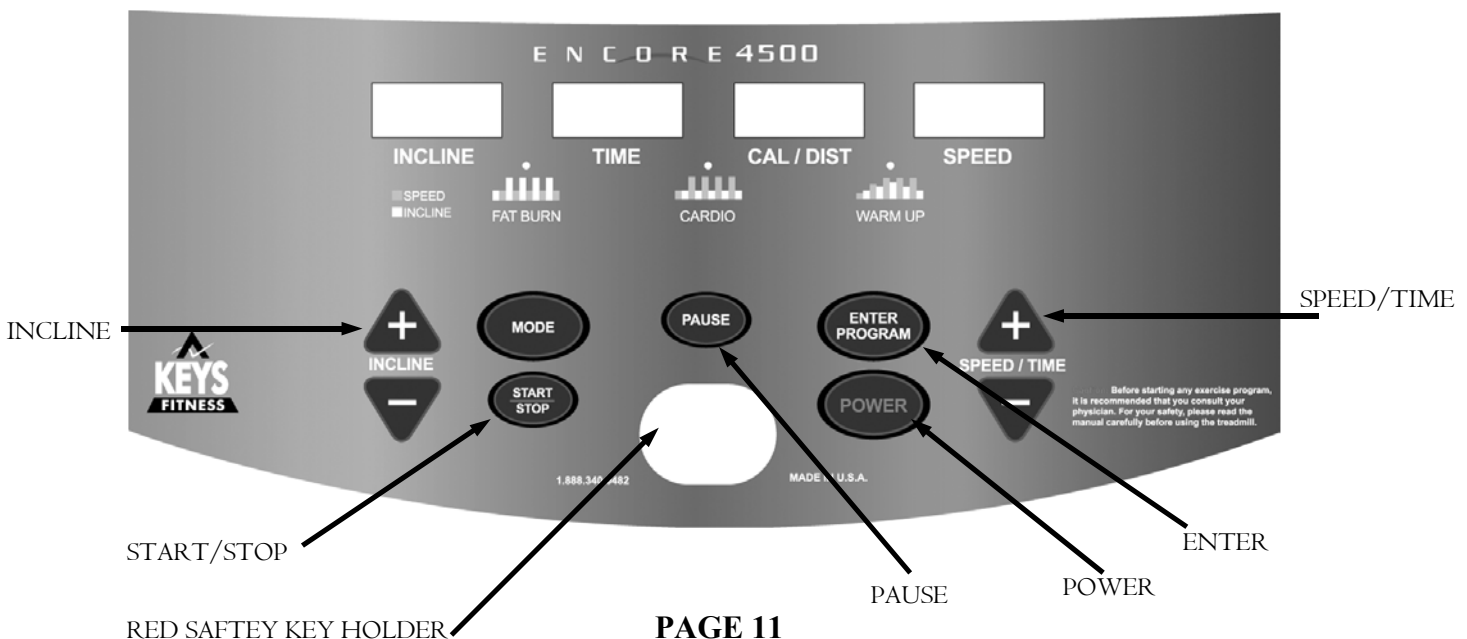 ENCORE 4500
INCLINE TIME CAL / DIST SPEED
SPEED
INCLINE
FAT BURN CARDIO WARM UP
INCLINE
SPEED/TIME
+ MODE PAUSE ENTER PROGRAM +
INCLINE
SPEED / TIME
KEYS
FITNESS
- START STOP POWER -
Before starting any exercise program,
it is recommended that you consult your
physician. For your safety, please read the
manual carefully before using the treadmill.
MADE IN U.S.A.
START/STOP
ENTER
PAUSE
POWER
RED SAFTEY KEY HOLDER
PAGE 11